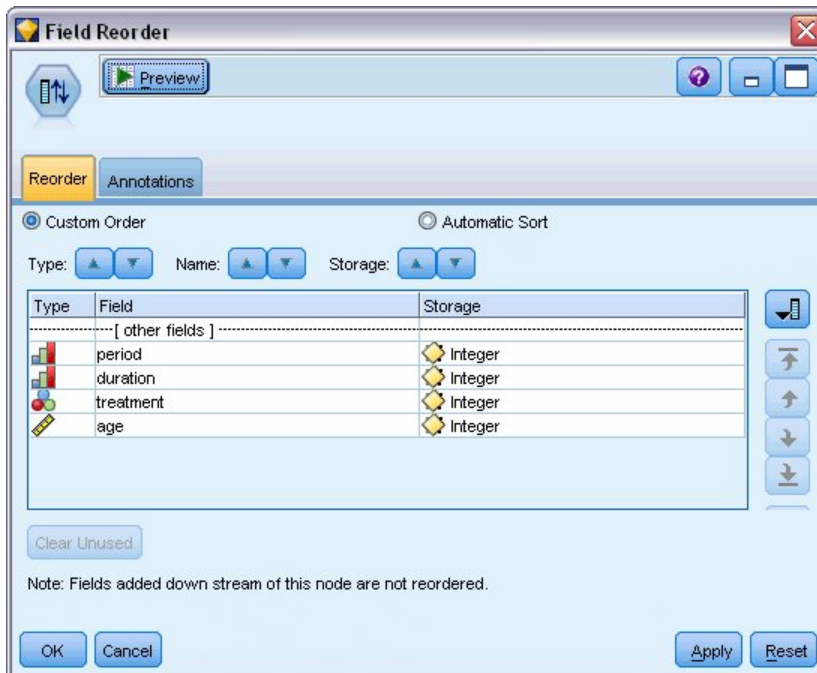 Field Reorder
Preview
Reorder Annotations
Custom Order Automatic Sort
Type: Name: Storage:
Type Field Storage
[ other fields ]
period Integer
duration Integer
treatment Integer
age Integer
Clear Unused
Note: Fields added down stream of this node are not reordered.
OK Cancel Apply Reset